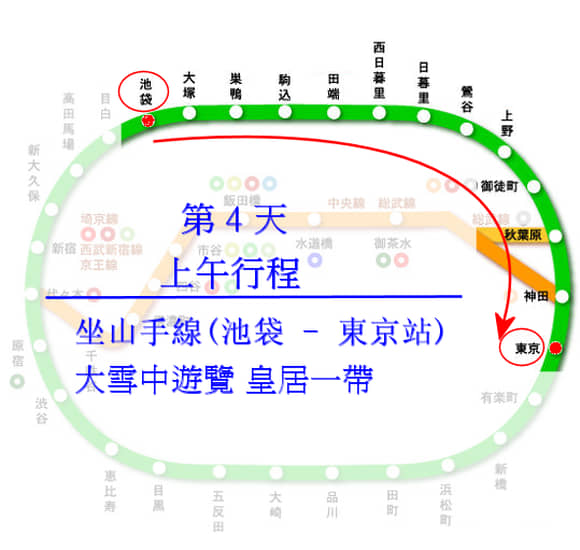 池袋
大塚
巣鴨
駒込
田端
西日暮里
日暮里
鶯谷
上野
御徒町
秋葉原
神田
東京
有楽町
新橋
浜松町
田町
品川
大崎
五反田
目黒
恵比寿
渋谷
原宿
代々木
新宿
新大久保
高田馬場
目白
埼京線
西武新宿線
京王線
飯田橋
中央線
総武線
総武線
市谷
水道橋
御茶水
第4天
上午行程
坐山手線(池袋 - 東京站)
大雪中遊覽 皇居一帶